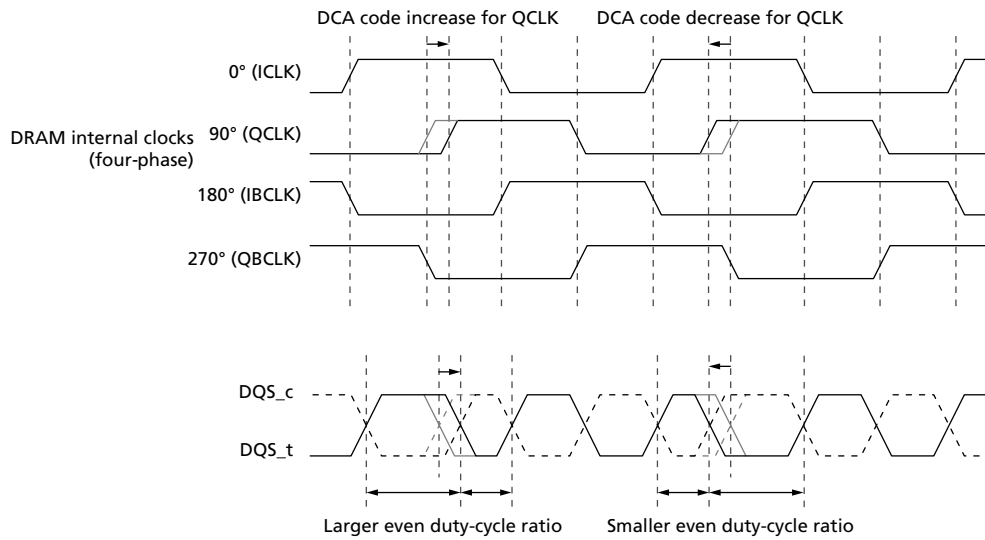 DCA code increase for QCLK
DCA code decrease for QCLK
0° (ICLK)
DRAM internal clocks
(four-phase)
90° (QCLK)
180° (IBCLK)
270° (QBCLK)
DQS_c
DQS_t
Larger even duty-cycle ratio
Smaller even duty-cycle ratio